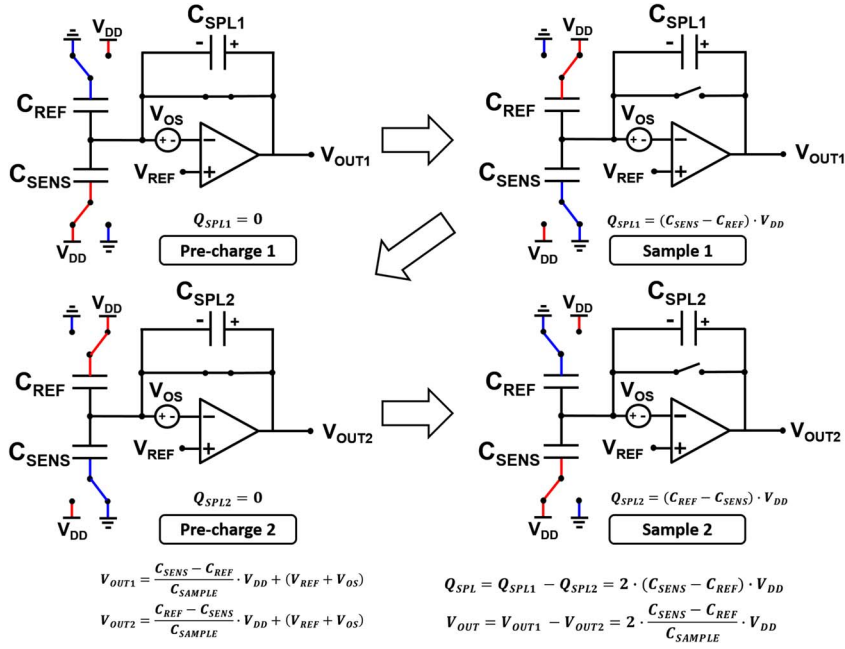 C_SPL1
V_DD
- +
C_REF
V_OS
+ -
−
V_REF
+
V_OUT1
C_SENS
V_DD
Q_SPL1 = 0
Pre-charge 1
C_SPL1
V_DD
- +
C_REF
V_OS
+ -
−
V_REF
+
V_OUT1
C_SENS
V_DD
Q_SPL1 = (C_SENS − C_REF) · V_DD
Sample 1
C_SPL2
V_DD
- +
C_REF
V_OS
+ -
−
V_REF
+
V_OUT2
C_SENS
V_DD
Q_SPL2 = 0
Pre-charge 2
C_SPL2
V_DD
- +
C_REF
V_OS
+ -
−
V_REF
+
V_OUT2
C_SENS
V_DD
Q_SPL2 = (C_REF − C_SENS) · V_DD
Sample 2
V_OUT1 = (C_SENS − C_REF) / C_SAMPLE · V_DD + (V_REF + V_OS)
V_OUT2 = (C_REF − C_SENS) / C_SAMPLE · V_DD + (V_REF + V_OS)
Q_SPL = Q_SPL1 − Q_SPL2 = 2 · (C_SENS − C_REF) · V_DD
V_OUT = V_OUT1 − V_OUT2 = 2 · (C_SENS − C_REF) / C_SAMPLE · V_DD